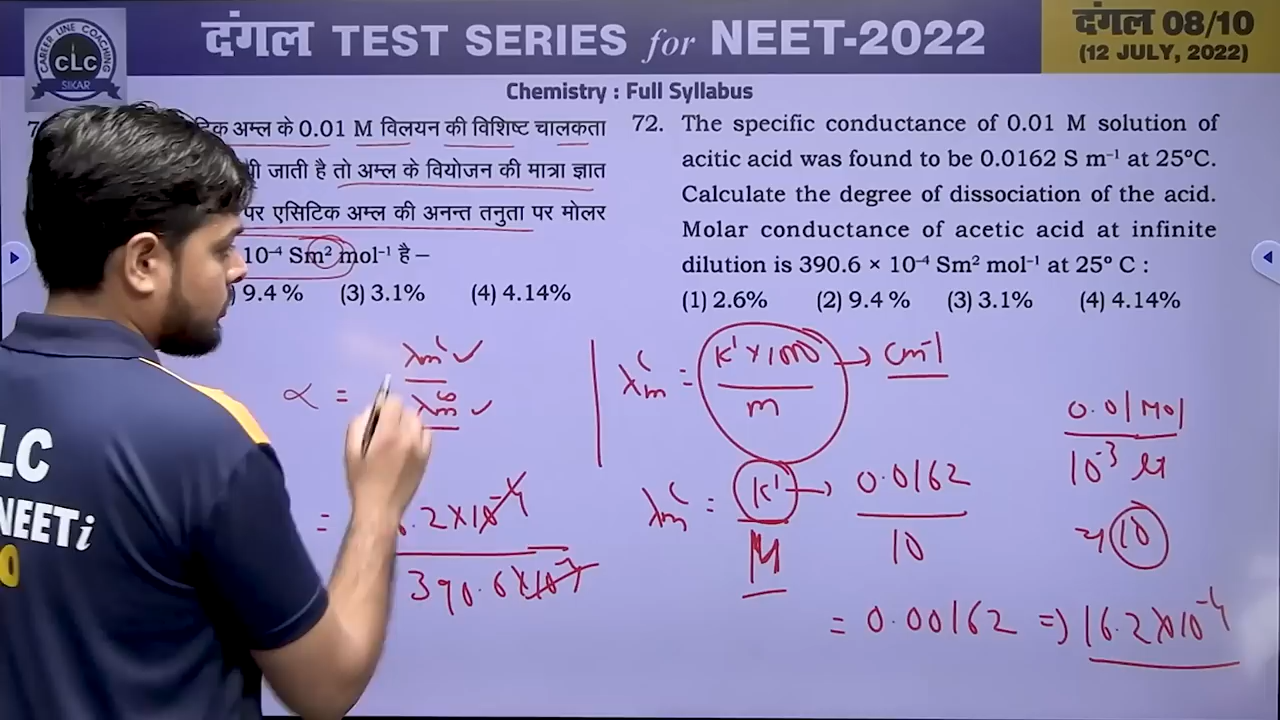 दंगल TEST SERIES for NEET-2022
दंगल 08/10
(12 JULY, 2022)
CAREER LINE COACHING
CLC
SIKAR
Chemistry : Full Syllabus
अम्ल के 0.01 M विलयन की विशिष्ट चालकता
जाती है तो अम्ल के वियोजन की मात्रा ज्ञात
पर एसिटिक अम्ल की अनन्त तनुता पर मोलर
10⁻⁴ Sm² mol⁻¹ है –
9.4 % (3) 3.1% (4) 4.14%
72. The specific conductance of 0.01 M solution of
acitic acid was found to be 0.0162 S m⁻¹ at 25°C.
Calculate the degree of dissociation of the acid.
Molar conductance of acetic acid at infinite
dilution is 390.6 × 10⁻⁴ Sm² mol⁻¹ at 25° C :
(1) 2.6% (2) 9.4 % (3) 3.1% (4) 4.14%
λm^c ✓
α =
λm^∞ ✓
= .2×10⁻⁴
390.6×10⁻⁴
λm^c = K'×1000 → cm⁻¹
m
λm^c = K' → 0.0162
M 10
0.01 Mol
10⁻³
10
= 0.00162 => 16.2×10⁻⁴
LC
NEETi
0